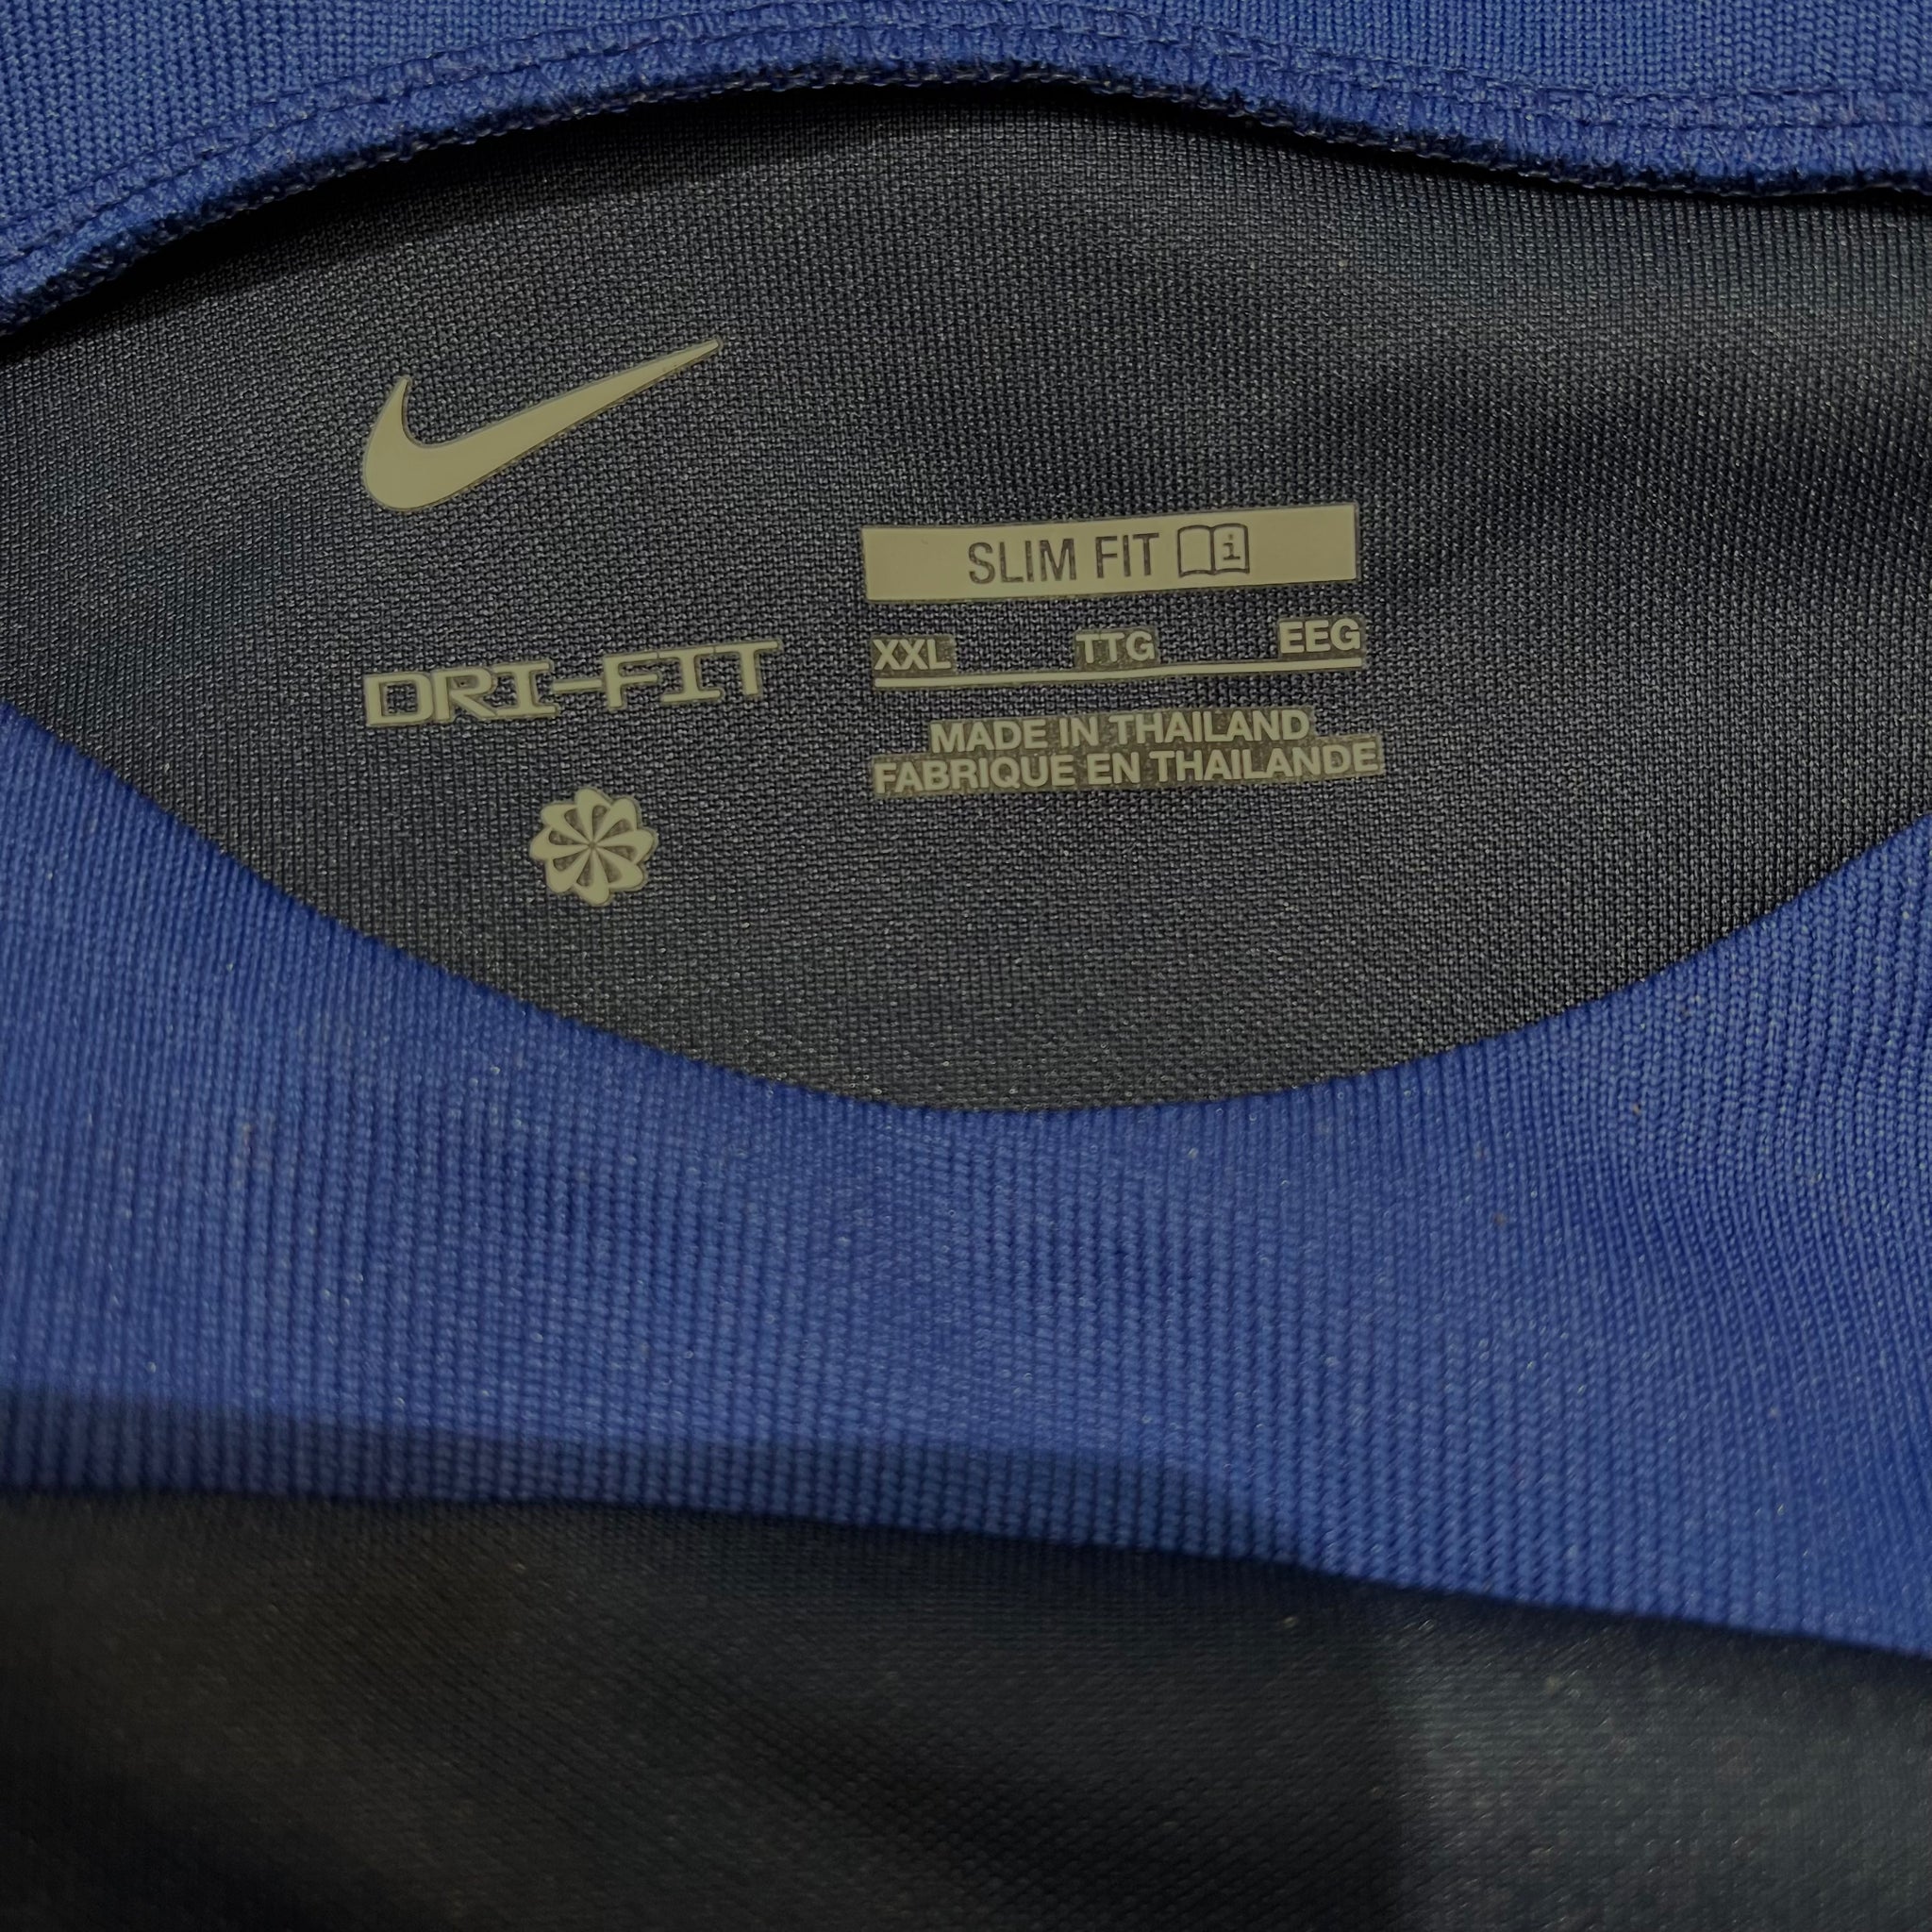 SLIM FIT
XXL TTG EEG
DRI-FIT
MADE IN THAILAND
FABRIQUE EN THAILANDE